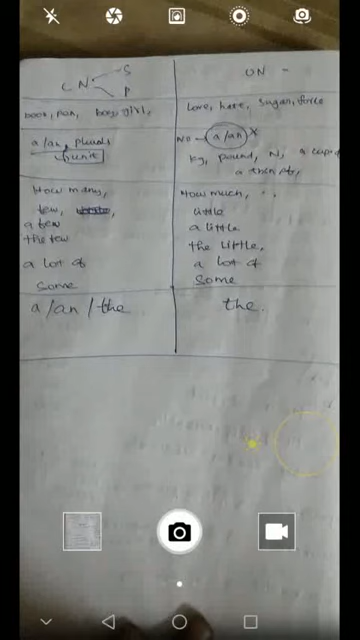 CN S
P
UN -
book, pen, boy, girl,
Love, hate, Sugar, force
a/an, plurals
unit
No - a/an x
kg, pound, N, a cup of
a thin
How many,
few,
a few
the few
a lot of
Some
How much,
little
a little
the little,
a lot of
Some
a/an/the
the.